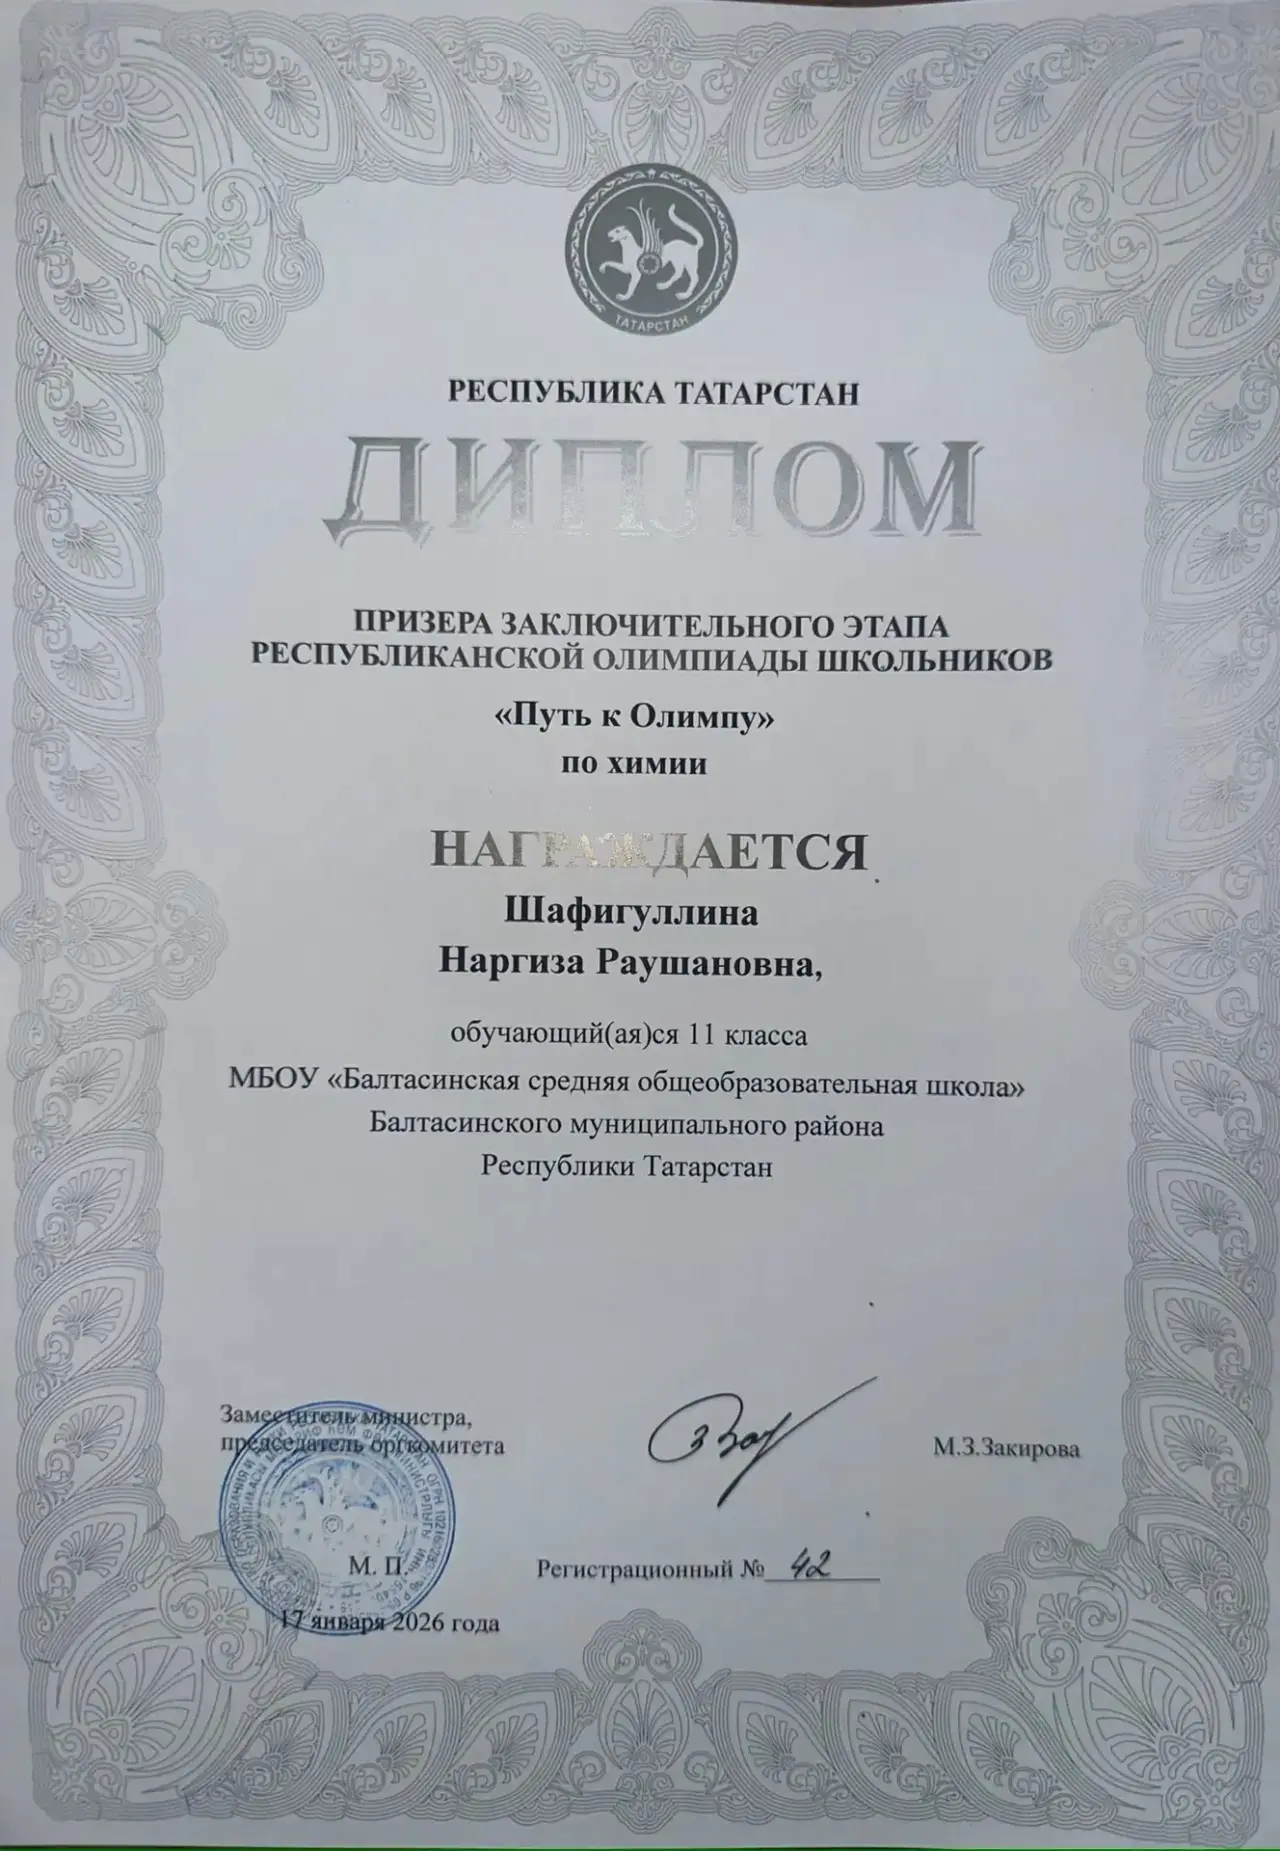 ТАТАРСТАН
РЕСПУБЛИКА ТАТАРСТАН
ДИПЛОМ
ПРИЗЕРА ЗАКЛЮЧИТЕЛЬНОГО ЭТАПА
РЕСПУБЛИКАНСКОЙ ОЛИМПИАДЫ ШКОЛЬНИКОВ
«Путь к Олимпу»
по химии
НАГРАЖДАЕТСЯ
Шафигуллина
Наргиза Раушановна,
обучающий(ая)ся 11 класса
МБОУ «Балтасинская средняя общеобразовательная школа»
Балтасинского муниципального района
Республики Татарстан
Заместитель министра,
председатель оргкомитета
М.З.Закирова
М. П.
Регистрационный № 42
17 января 2026 года